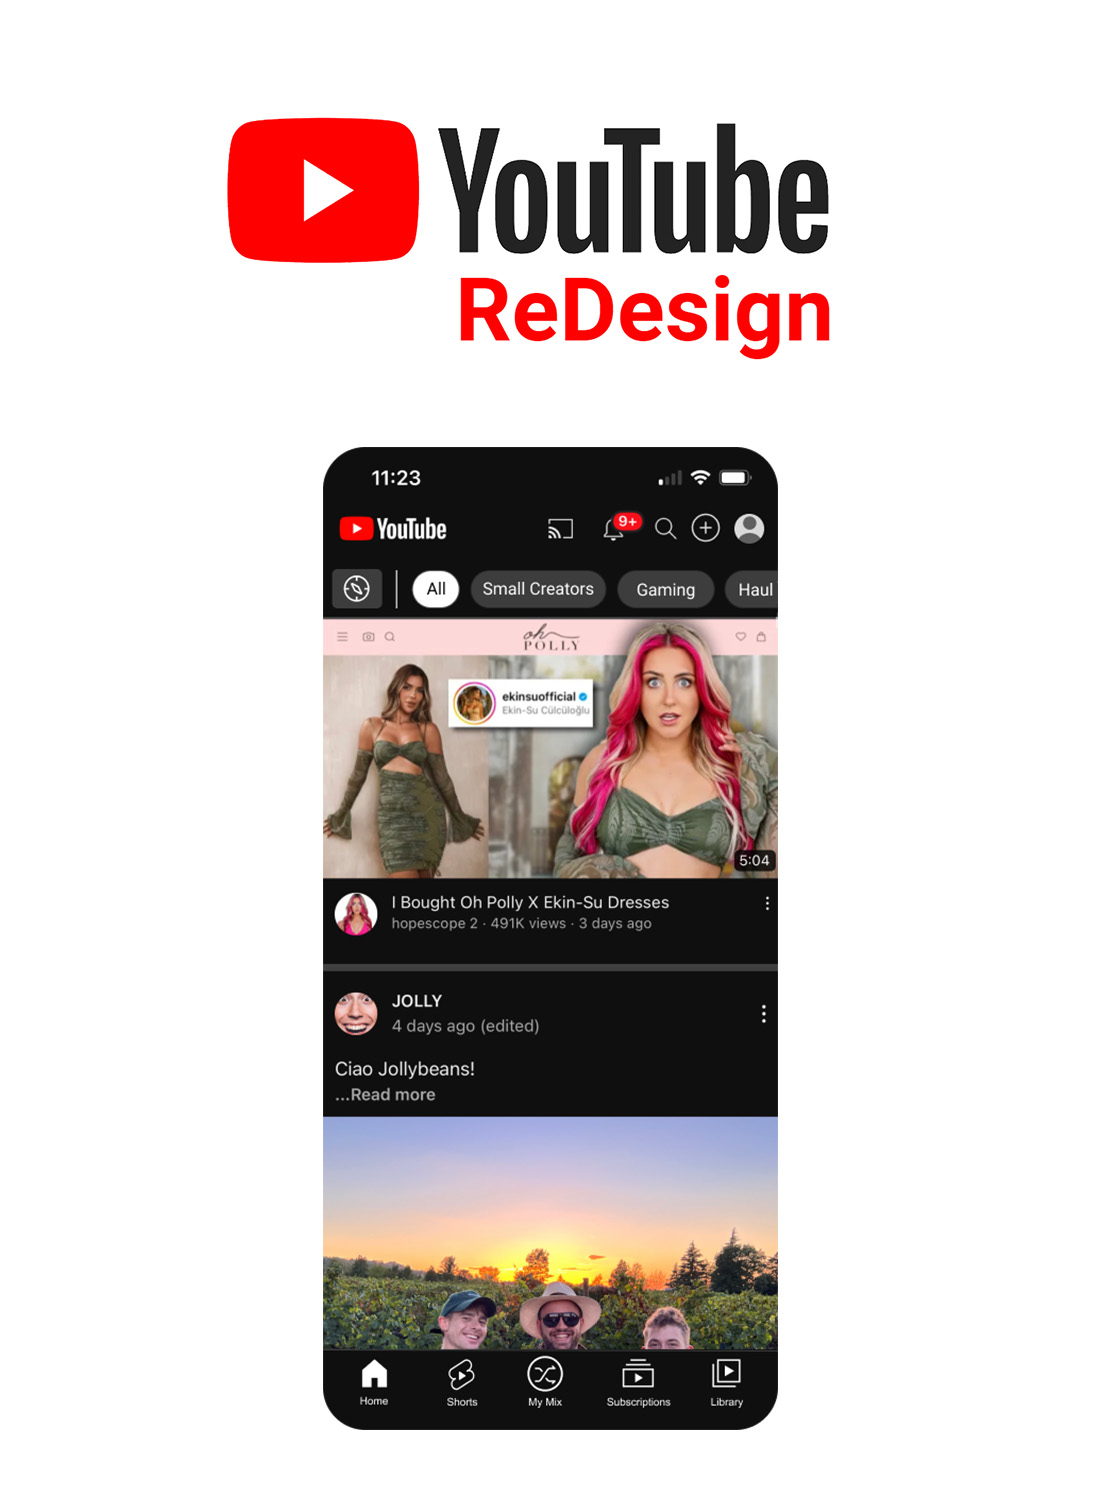 YouTube
ReDesign
11:23
YouTube
9+
All
Small Creators
Gaming
Haul
oh
POLLY
ekinsuofficial
Ekin-Su Cülcüloğlu
5:04
I Bought Oh Polly X Ekin-Su Dresses
hopescope 2 · 491K views · 3 days ago
JOLLY
4 days ago (edited)
Ciao Jollybeans!
...Read more
Home
Shorts
My Mix
Subscriptions
Library